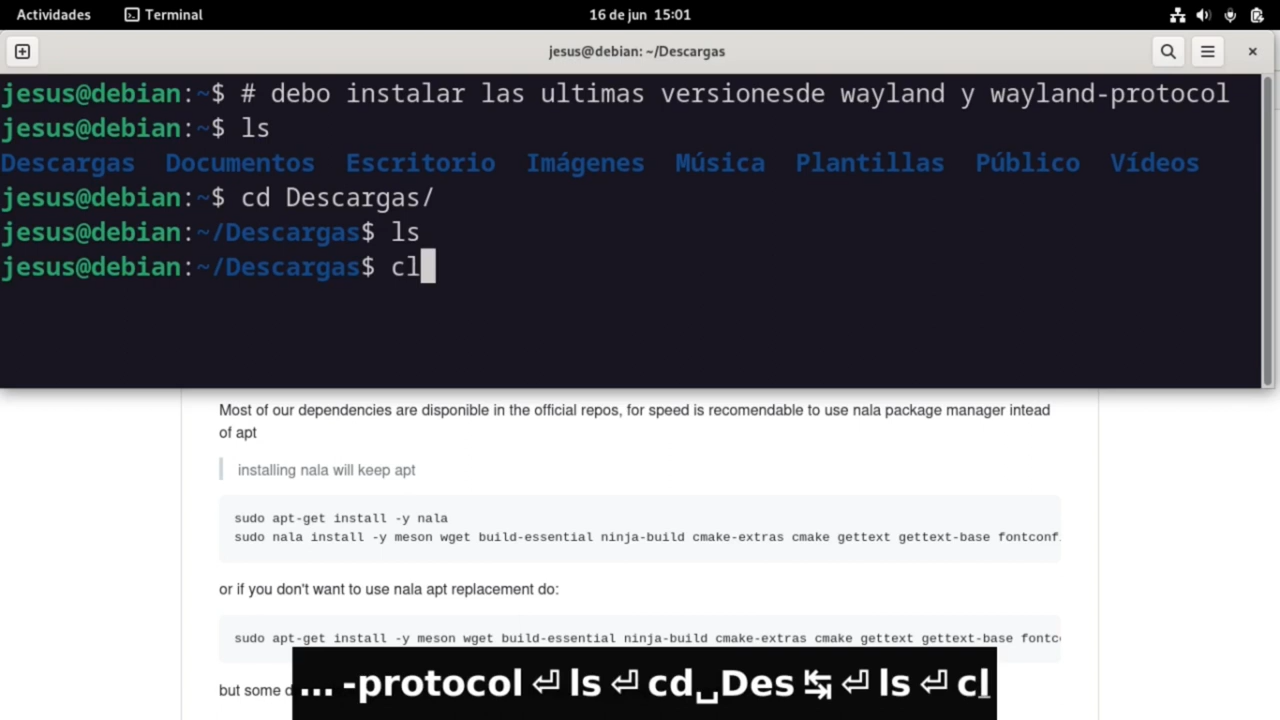 Actividades Terminal 16 de jun 15:01
jesus@debian: ~/Descargas
jesus@debian:~$ # debo instalar las ultimas versionesde wayland y wayland-protocol
jesus@debian:~$ ls
Descargas Documentos Escritorio Imágenes Música Plantillas Público Vídeos
jesus@debian:~$ cd Descargas/
jesus@debian:~/Descargas$ ls
jesus@debian:~/Descargas$ cl
Most of our dependencies are disponible in the official repos, for speed is recomendable to use nala package manager intead
of apt
installing nala will keep apt
sudo apt-get install -y nala
sudo nala install -y meson wget build-essential ninja-build cmake-extras cmake gettext gettext-base fontconf
or if you don't want to use nala apt replacement do:
sudo apt-get install -y meson wget build-essential ninja-build cmake-extras cmake gettext gettext-base fontc
but some d
... -protocol⏎ls⏎cd␣Des↹⏎ls⏎cl